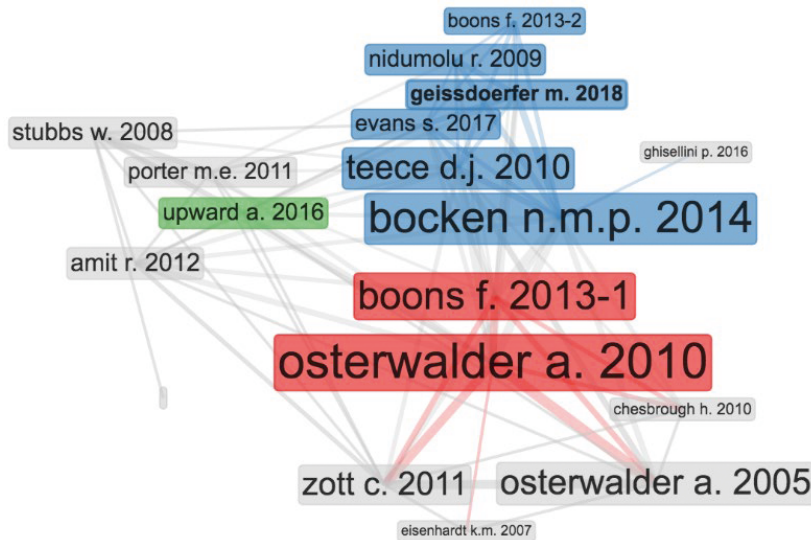 boons f. 2013-2
nidumolu r. 2009
geissdoerfer m. 2018
evans s. 2017
stubbs w. 2008
ghisellini p. 2016
porter m.e. 2011
teece d.j. 2010
upward a. 2016
bocken n.m.p. 2014
amit r. 2012
boons f. 2013-1
osterwalder a. 2010
chesbrough h. 2010
zott c. 2011
osterwalder a. 2005
eisenhardt k.m. 2007